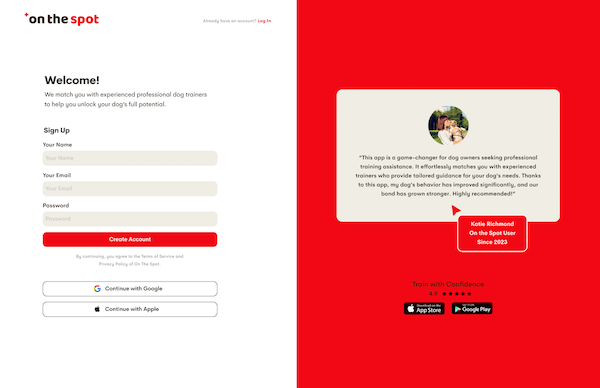 on the spot
Already have an account? Log In
Welcome!
We match you with experienced professional dog trainers
to help you unlock your dog's full potential.
Sign Up
Your Name
Your Name
Your Email
Your Email
Password
Password
Create Account
By continuing, you agree to the Terms of Service and
Privacy Policy of On The Spot.
Continue with Google
Continue with Apple
"This app is a game-changer for dog owners seeking professional
training assistance. It effortlessly matches you with experienced
trainers who provide tailored guidance for your dog's needs. Thanks
to this app, my dog's behavior has improved significantly, and our
bond has grown stronger. Highly recommended!"
Katie Richmond
On the Spot User
Since 2023
Train with Confidence
4.9
Download on the
App Store
GET IT ON
Google Play